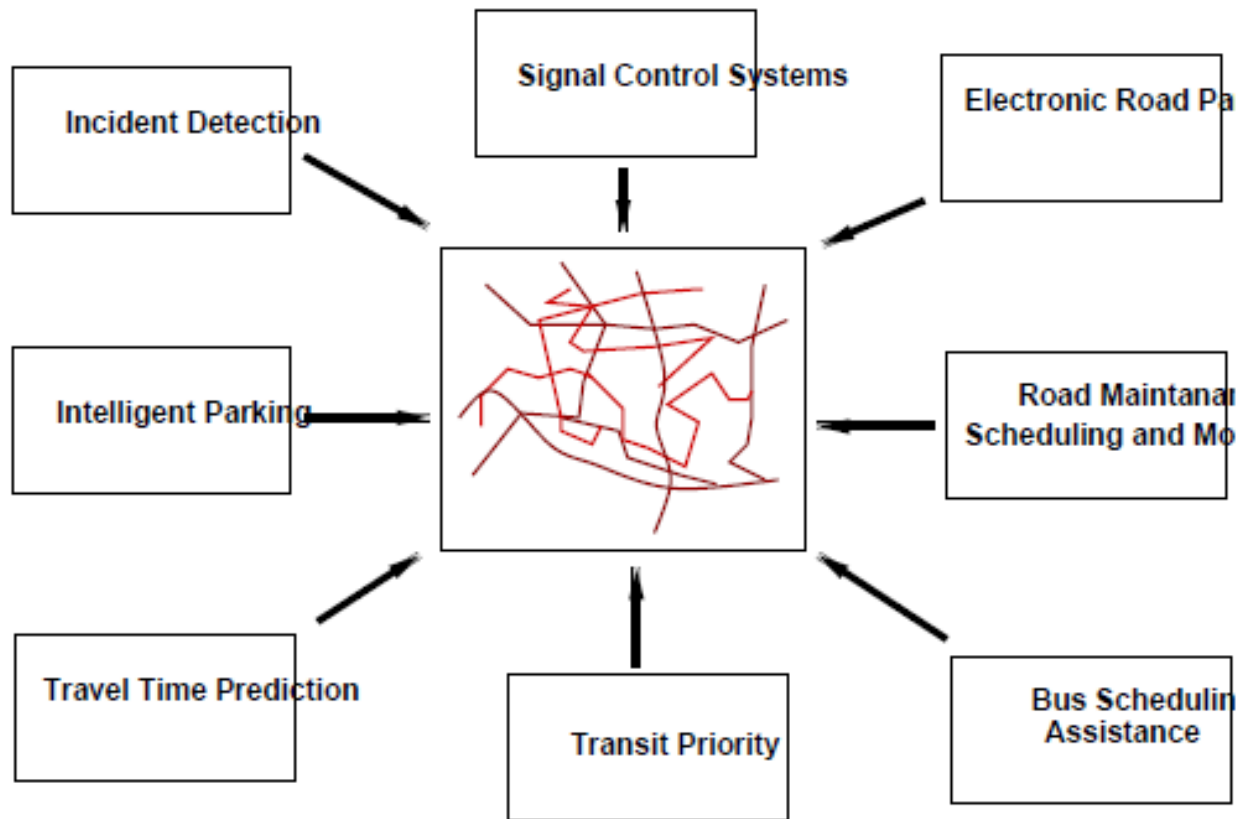 Signal Control Systems
Incident Detection
Electronic Road Pa
Intelligent Parking
Road Maintanar
Scheduling and Mo
Travel Time Prediction
Transit Priority
Bus Schedulin
Assistance